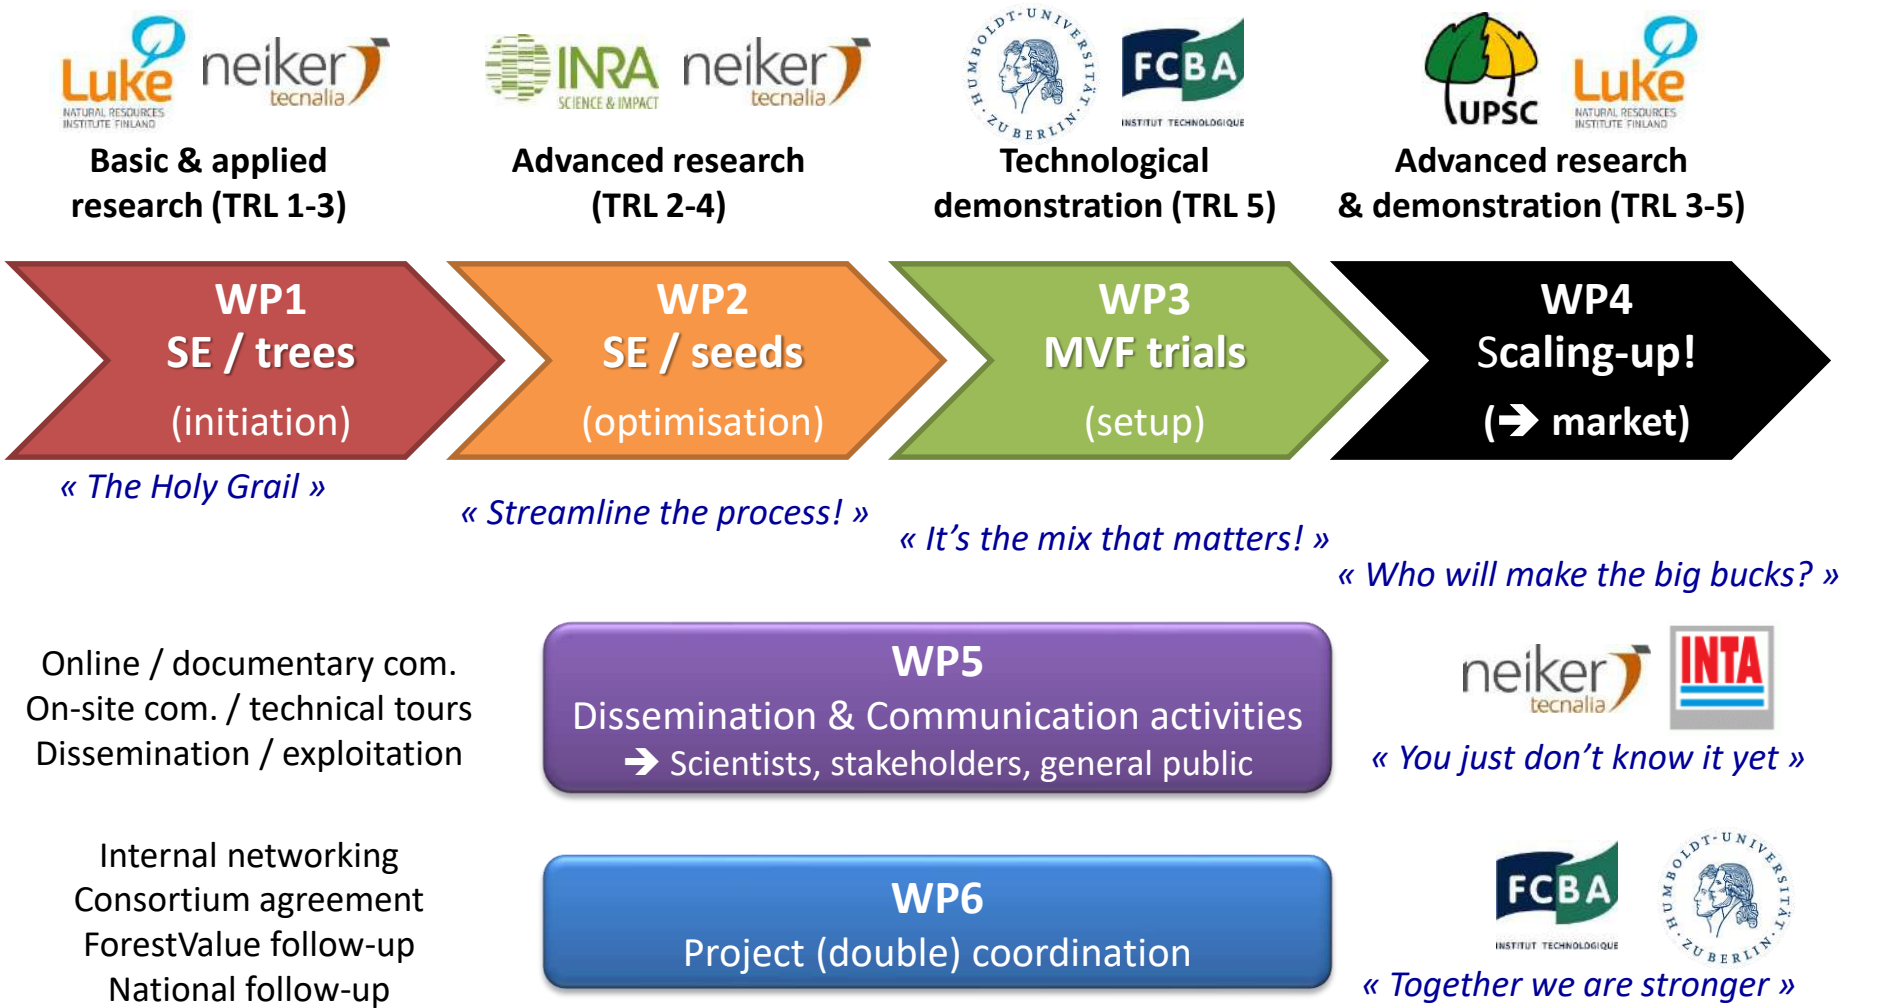 Luke
NATURAL RESOURCES
INSTITUTE FINLAND
neiker
tecnalia
INRA
SCIENCE & IMPACT
neiker
tecnalia
HUMBOLDT-UNIVERSITÄT · ZU BERLIN ·
FCBA
INSTITUT TECHNOLOGIQUE
UPSC
Luke
NATURAL RESOURCES
INSTITUTE FINLAND
Basic & applied
research (TRL 1-3)
Advanced research
(TRL 2-4)
Technological
demonstration (TRL 5)
Advanced research
& demonstration (TRL 3-5)
WP1
SE / trees
(initiation)
WP2
SE / seeds
(optimisation)
WP3
MVF trials
(setup)
WP4
Scaling-up!
(➔ market)
« The Holy Grail »
« Streamline the process! »
« It’s the mix that matters! »
« Who will make the big bucks? »
Online / documentary com.
On-site com. / technical tours
Dissemination / exploitation
WP5
Dissemination & Communication activities
➔ Scientists, stakeholders, general public
neiker
tecnalia
INTA
« You just don’t know it yet »
Internal networking
Consortium agreement
ForestValue follow-up
National follow-up
WP6
Project (double) coordination
FCBA
INSTITUT TECHNOLOGIQUE
HUMBOLDT-UNIVERSITÄT · ZU BERLIN ·
« Together we are stronger »